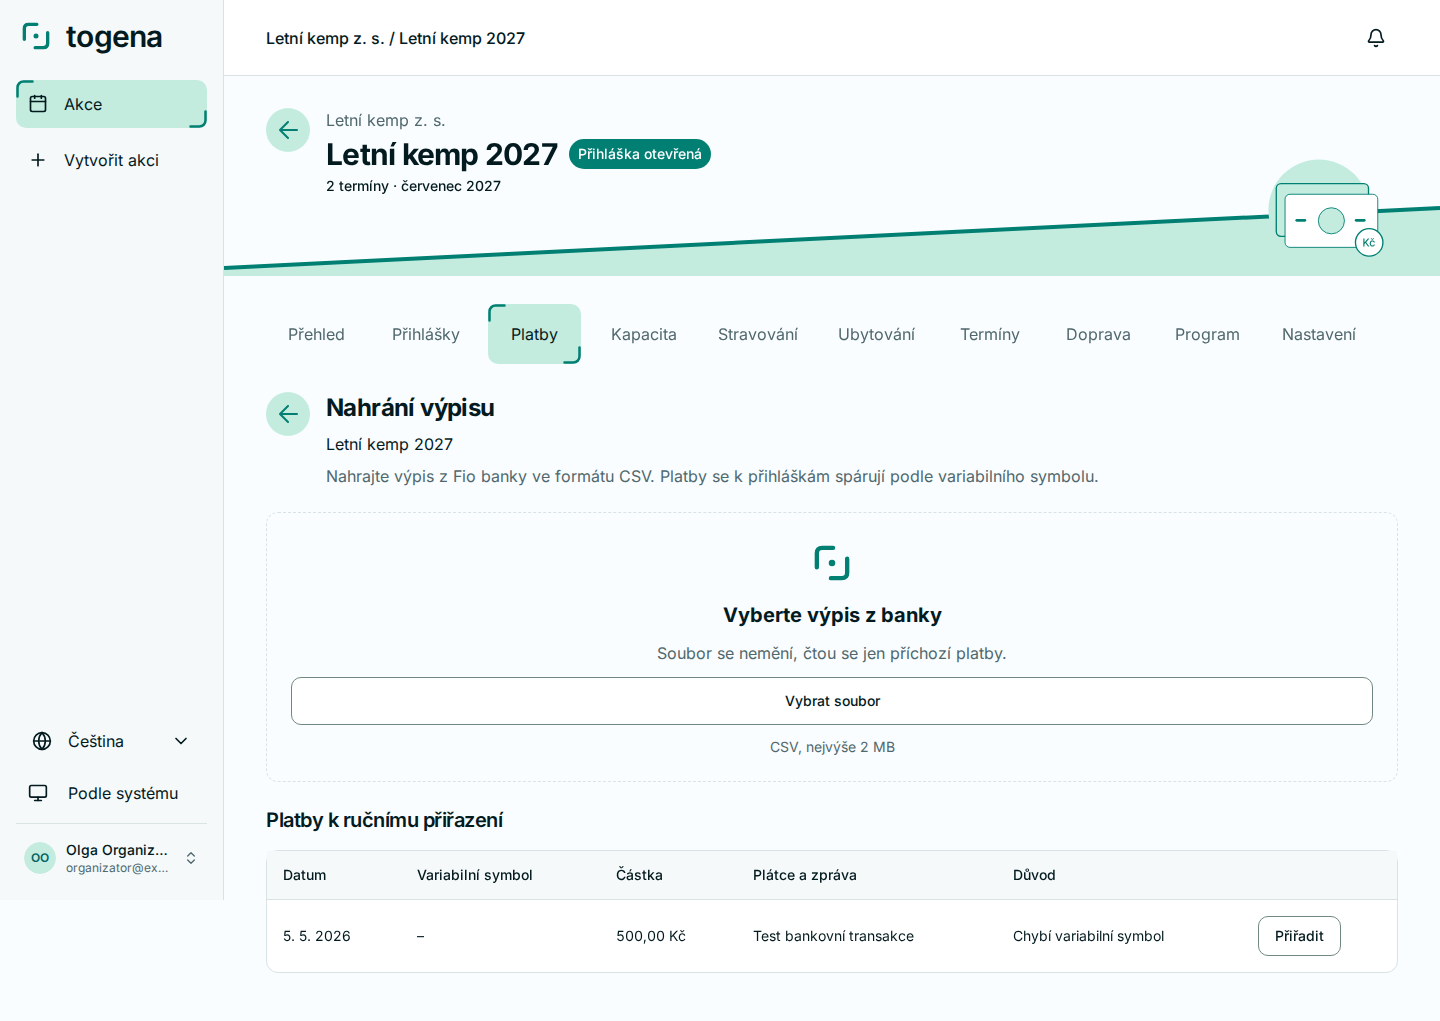 togena
Letní kemp z. s. / Letní kemp 2027
Akce
Vytvořit akci
Letní kemp z. s.
Letní kemp 2027
Přihláška otevřená
2 termíny · červenec 2027
Kč
Přehled
Přihlášky
Platby
Kapacita
Stravování
Ubytování
Termíny
Doprava
Program
Nastavení
Nahrání výpisu
Letní kemp 2027
Nahrajte výpis z Fio banky ve formátu CSV. Platby se k přihláškám spárují podle variabilního symbolu.
Vyberte výpis z banky
Soubor se nemění, čtou se jen příchozí platby.
Vybrat soubor
CSV, nejvýše 2 MB
Platby k ručnímu přiřazení
Datum
Variabilní symbol
Částka
Plátce a zpráva
Důvod
5. 5. 2026
–
500,00 Kč
Test bankovní transakce
Chybí variabilní symbol
Přiřadit
Čeština
Podle systému
OO
Olga Organiz...
organizator@ex...